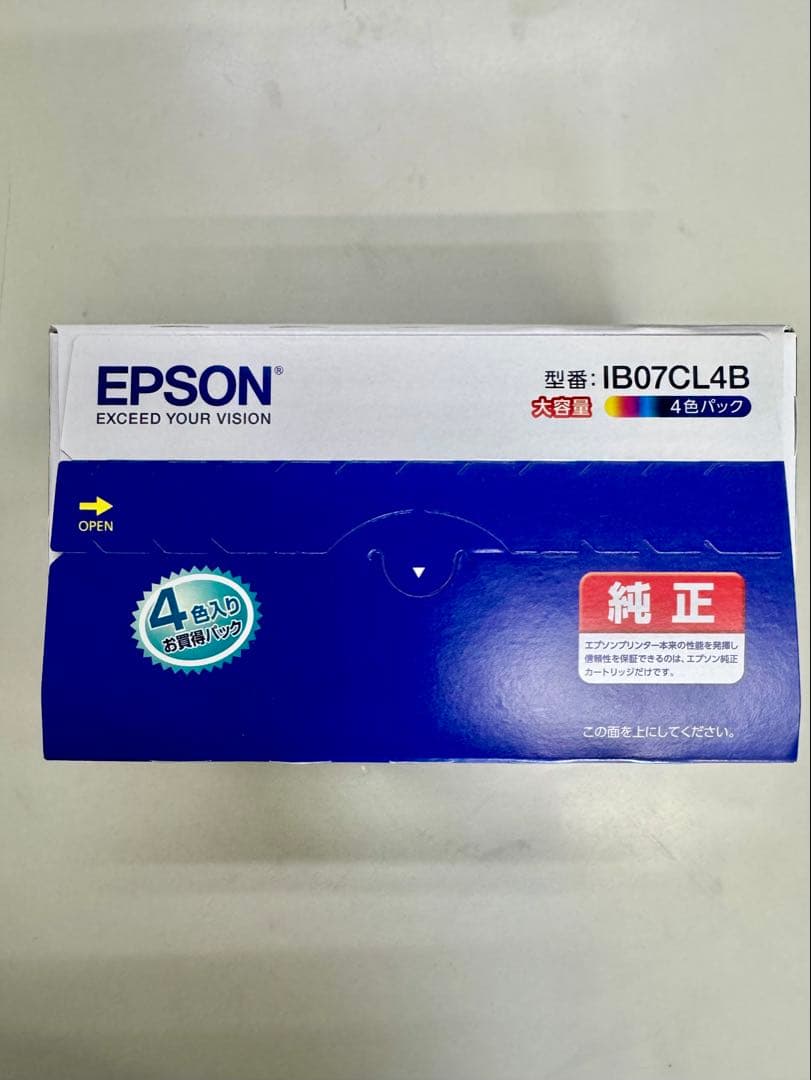 EPSON®
EXCEED YOUR VISION
型番：IB07CL4B
大容量 4色パック
OPEN
4色入り
お買得パック
純正
エプソンプリンター本来の性能を発揮し
信頼性を保証できるのは、エプソン純正
カートリッジだけです。
この面を上にしてください。